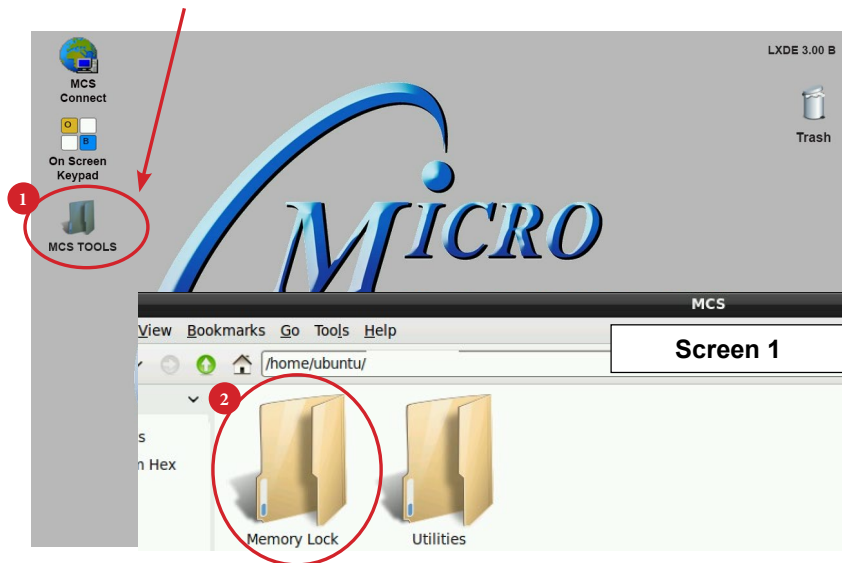 LXDE 3.00 B
MCS
Connect
Trash
O
B
On Screen
Keypad
1
MCS TOOLS
MICRO
MCS
View Bookmarks Go Tools Help
Screen 1
/home/ubuntu/
2
s
n Hex
Memory Lock
Utilities